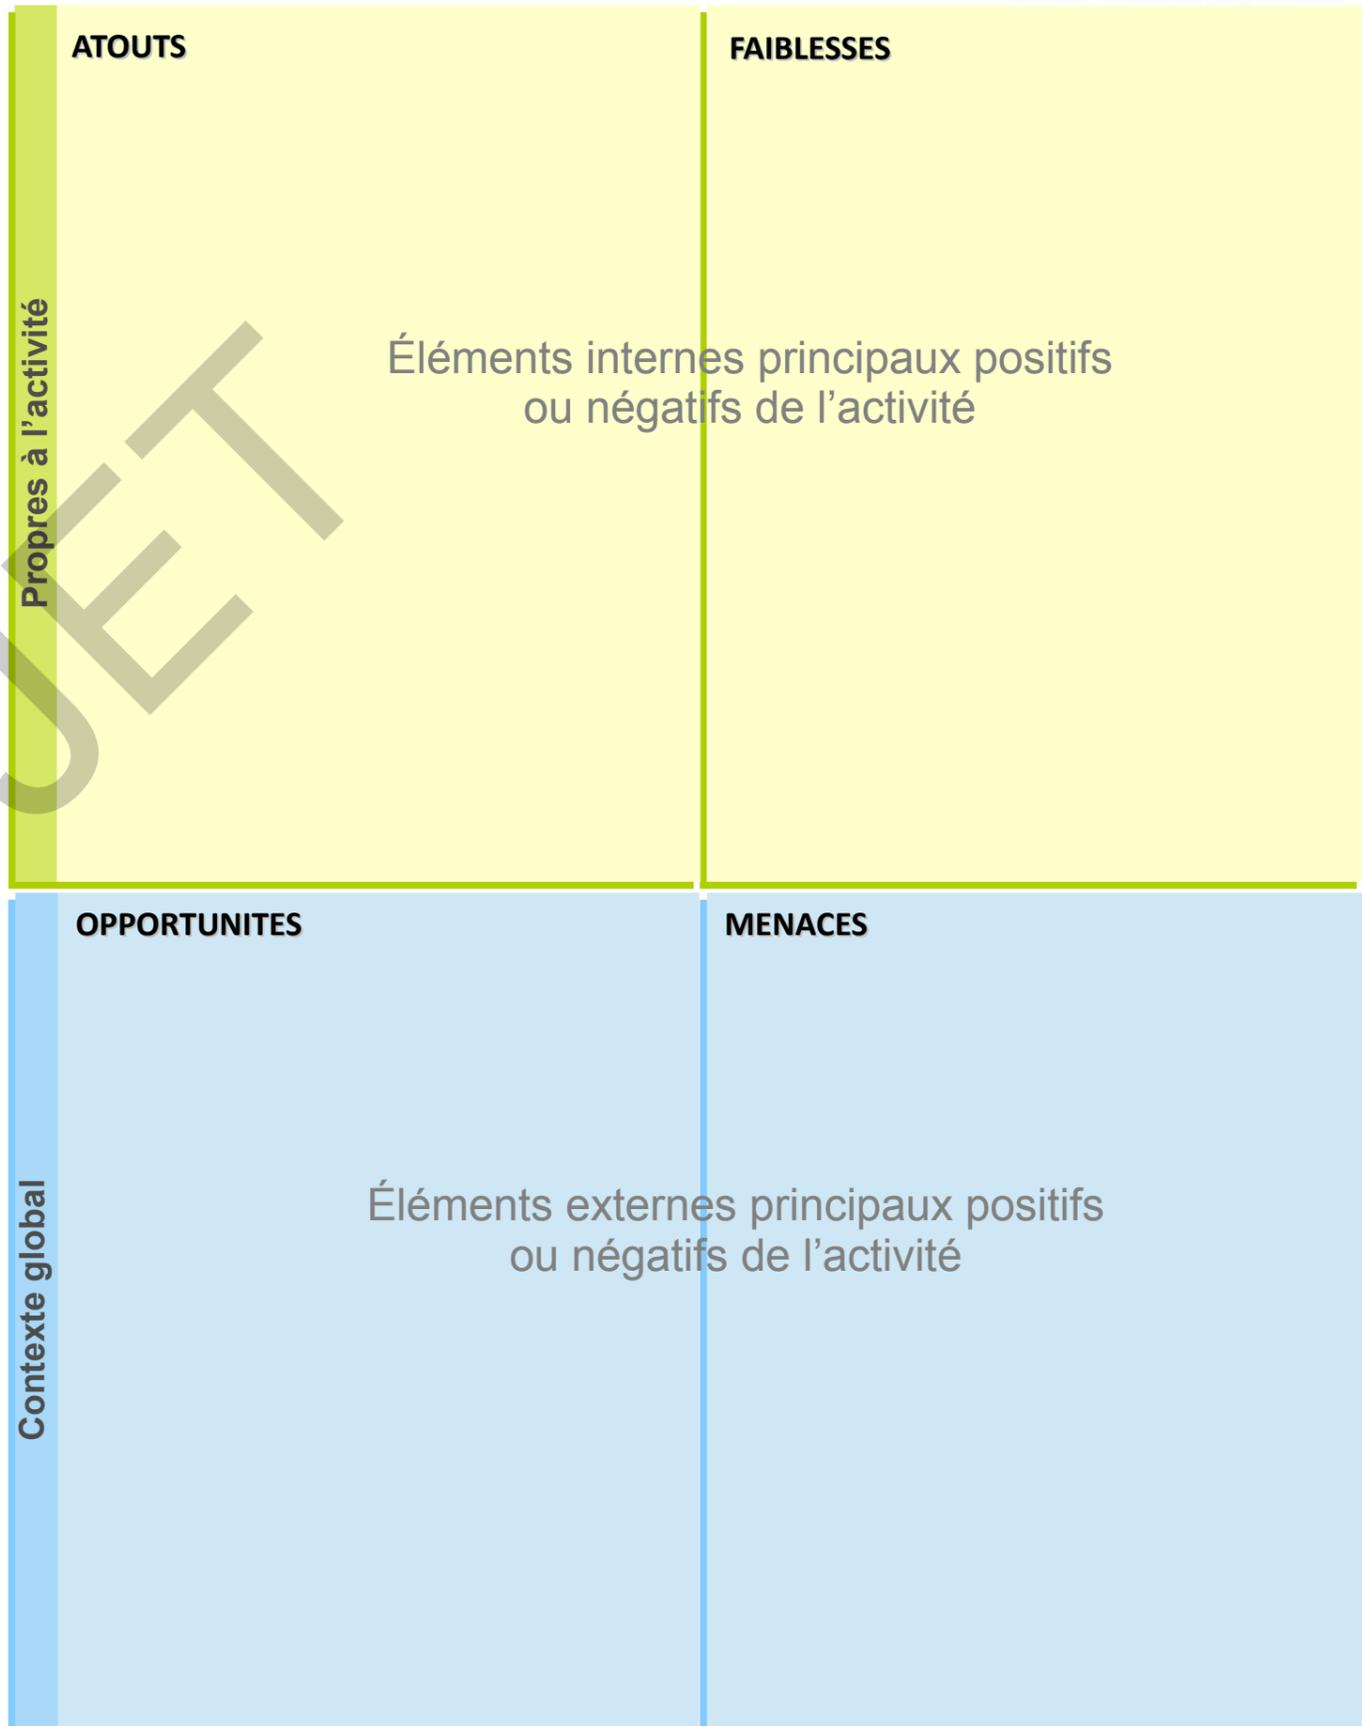 ATOUTS
FAIBLESSES
Propres à l’activité
Éléments internes principaux positifs
ou négatifs de l’activité
JET
OPPORTUNITES
MENACES
Contexte global
Éléments externes principaux positifs
ou négatifs de l’activité